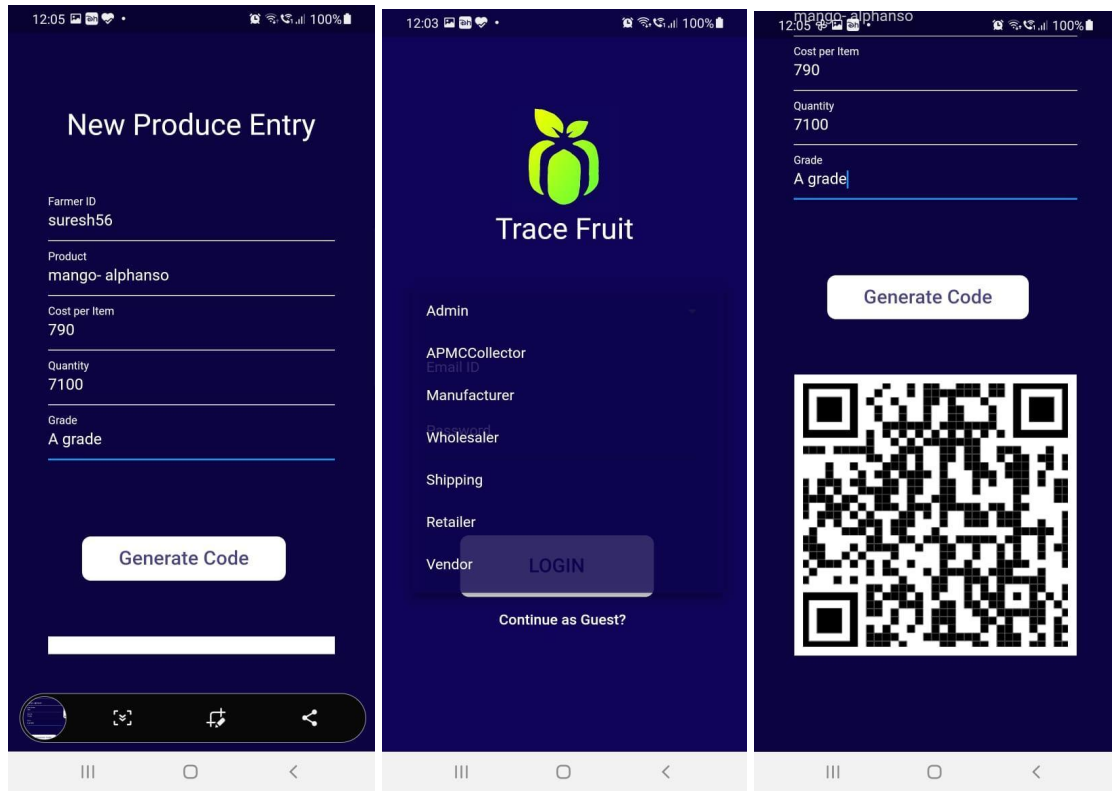 12:05 100%
New Produce Entry
Farmer ID
suresh56
Product
mango- alphanso
Cost per Item
790
Quantity
7100
Grade
A grade
Generate Code
12:03 100%
Trace Fruit
Admin
APMCCollector
Email ID
Manufacturer
Password
Wholesaler
Shipping
Retailer
Vendor
LOGIN
Continue as Guest?
mango- alphanso
12:05 100%
Cost per Item
790
Quantity
7100
Grade
A grade
Generate Code